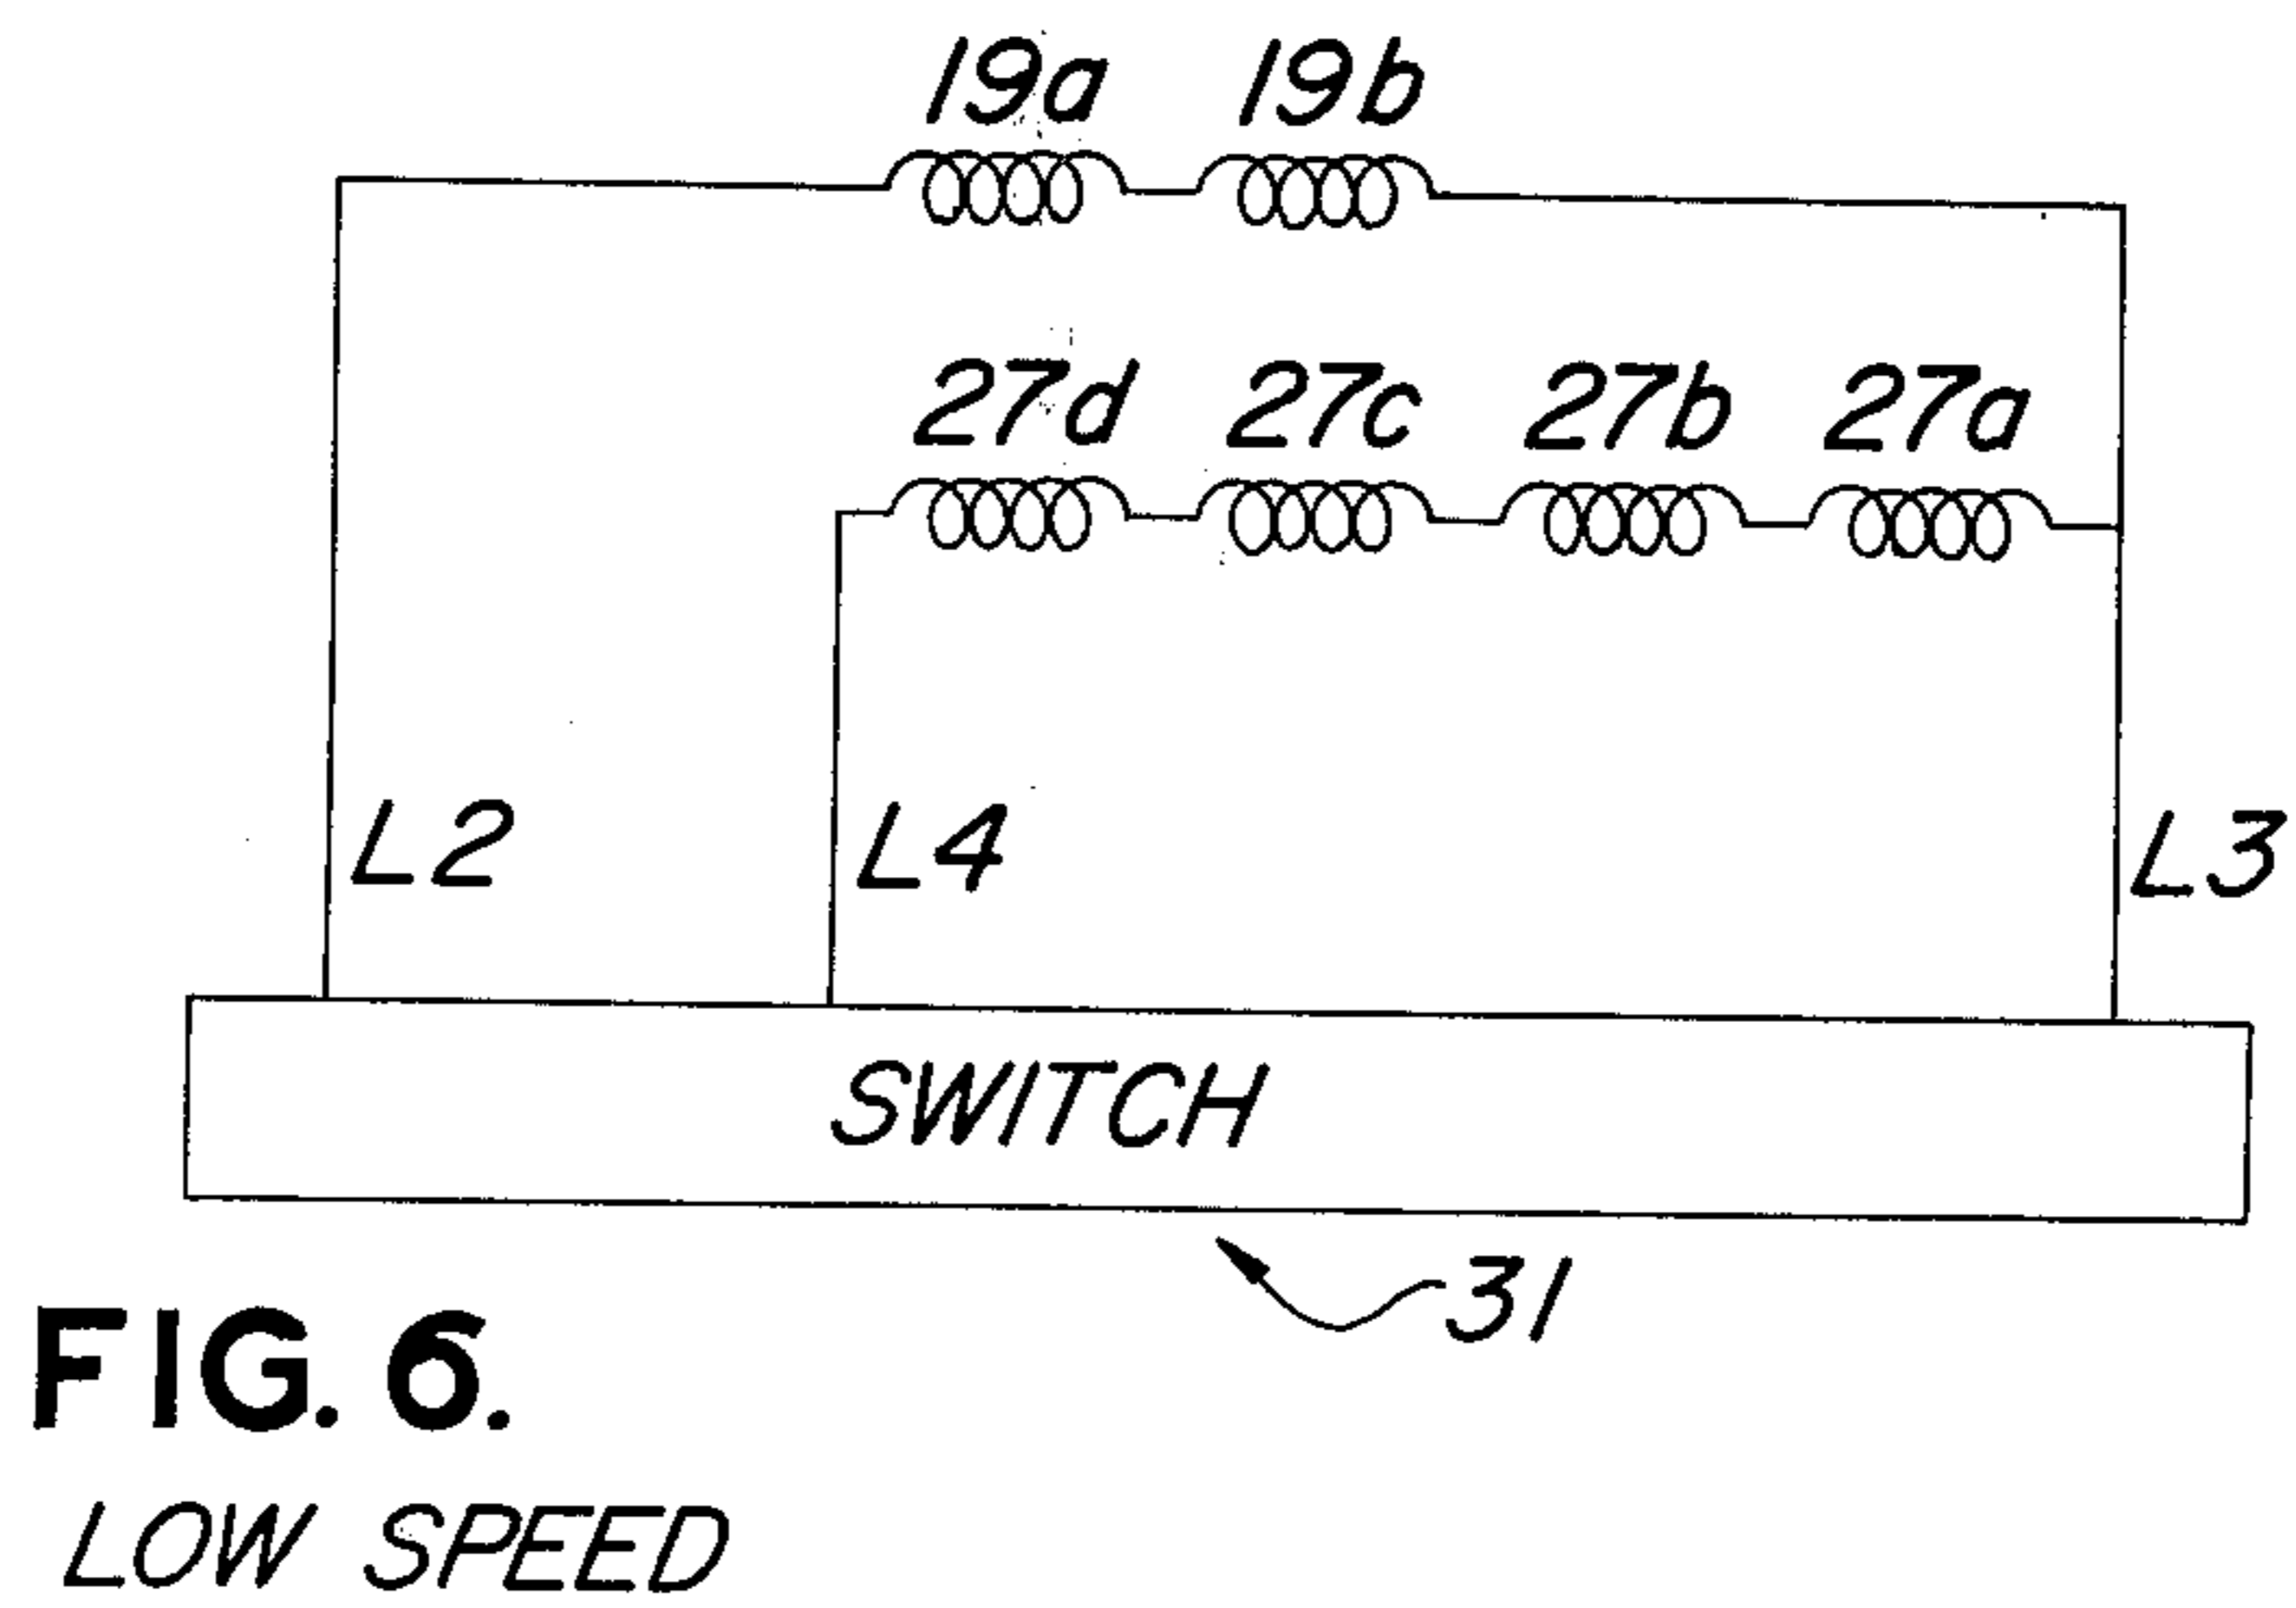 19a 19b
27d 27c 27b 27a
L2 L4 L3
SWITCH
31
FIG. 6.
LOW SPEED